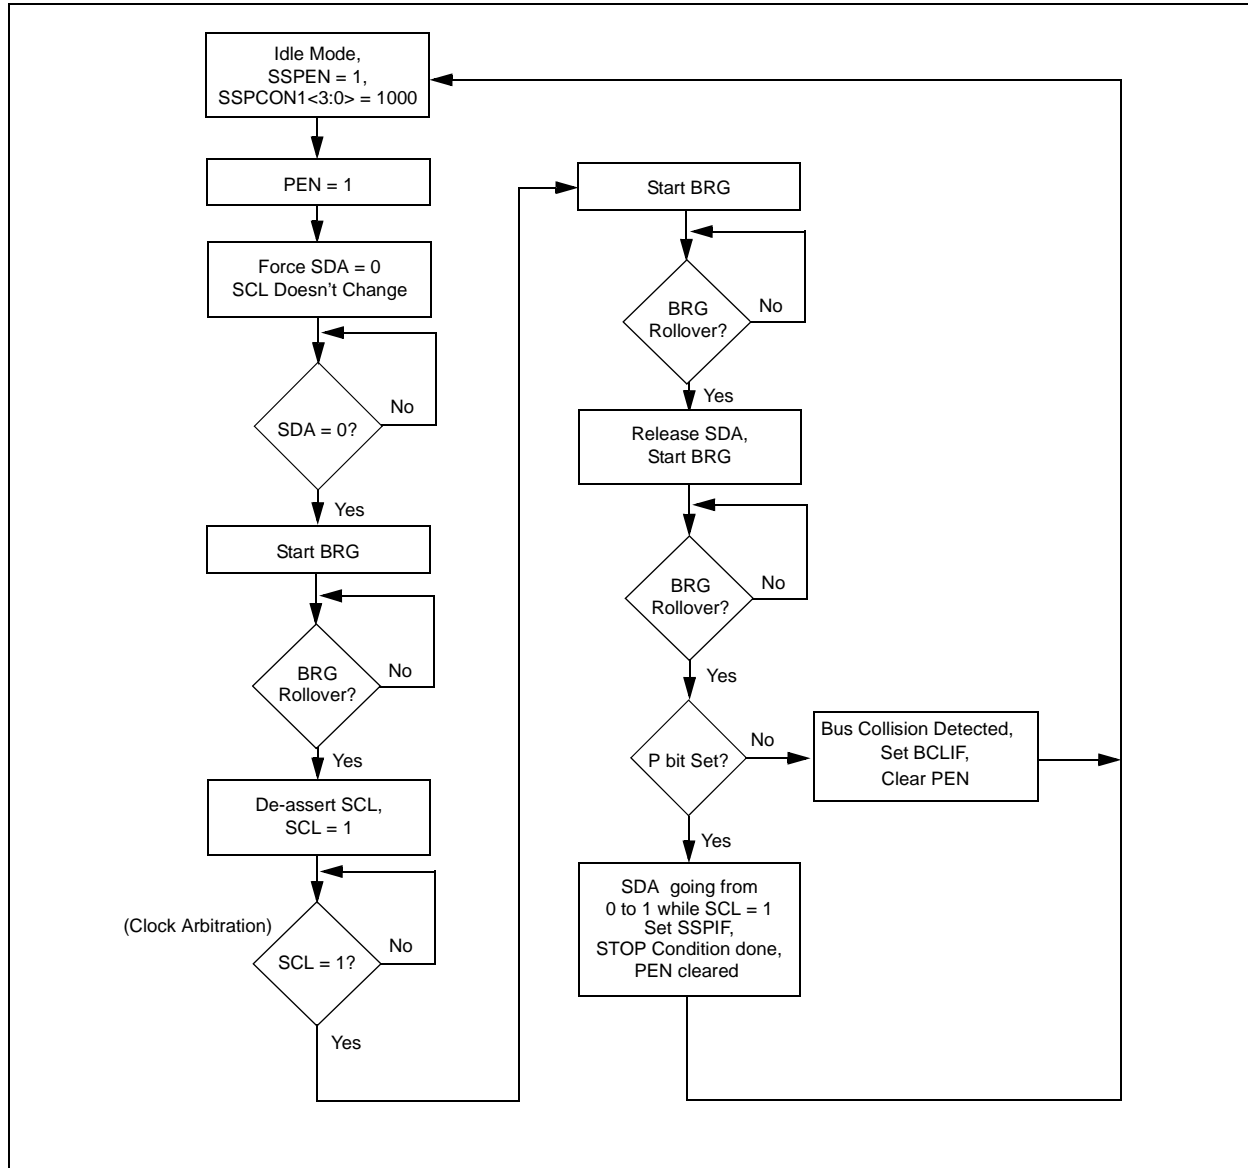 Idle Mode,
SSPEN = 1,
SSPCON1<3:0> = 1000
PEN = 1
Force SDA = 0
SCL Doesn't Change
No
SDA = 0?
Yes
Start BRG
No
BRG
Rollover?
Yes
De-assert SCL,
SCL = 1
(Clock Arbitration)
No
SCL = 1?
Yes
Start BRG
No
BRG
Rollover?
Yes
Release SDA,
Start BRG
No
BRG
Rollover?
Yes
No
P bit Set?
Bus Collision Detected,
Set BCLIF,
Clear PEN
Yes
SDA going from
0 to 1 while SCL = 1
Set SSPIF,
STOP Condition done,
PEN cleared